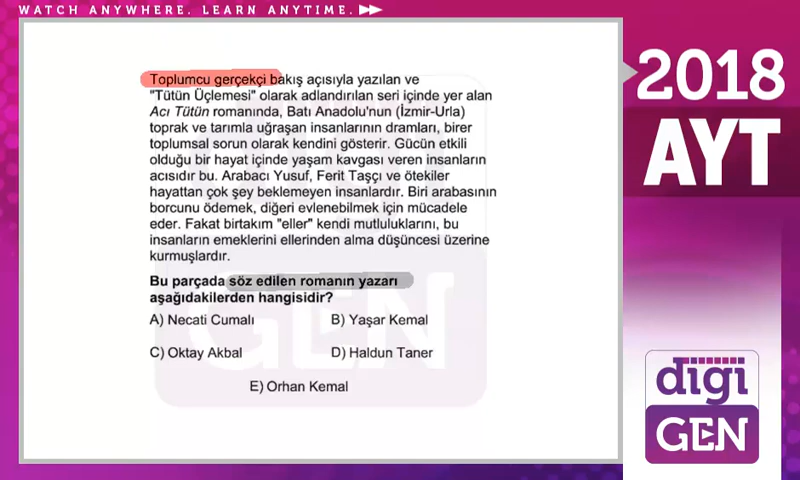 WATCH ANYWHERE. LEARN ANYTIME.
Toplumcu gerçekçi bakış açısıyla yazılan ve
"Tütün Üçlemesi" olarak adlandırılan seri içinde yer alan
Acı Tütün romanında, Batı Anadolu'nun (İzmir-Urla)
toprak ve tarımla uğraşan insanlarının dramları, birer
toplumsal sorun olarak kendini gösterir. Gücün etkili
olduğu bir hayat içinde yaşam kavgası veren insanların
acısıdır bu. Arabacı Yusuf, Ferit Taşçı ve ötekiler
hayattan çok şey beklemeyen insanlardır. Biri arabasının
borcunu ödemek, diğeri evlenebilmek için mücadele
eder. Fakat birtakım "eller" kendi mutluluklarını, bu
insanların emeklerini ellerinden alma düşüncesi üzerine
kurmuşlardır.
Bu parçada söz edilen romanın yazarı
aşağıdakilerden hangisidir?
A) Necati Cumalı B) Yaşar Kemal
C) Oktay Akbal D) Haldun Taner
E) Orhan Kemal
2018
AYT
digi
GEN
GEN